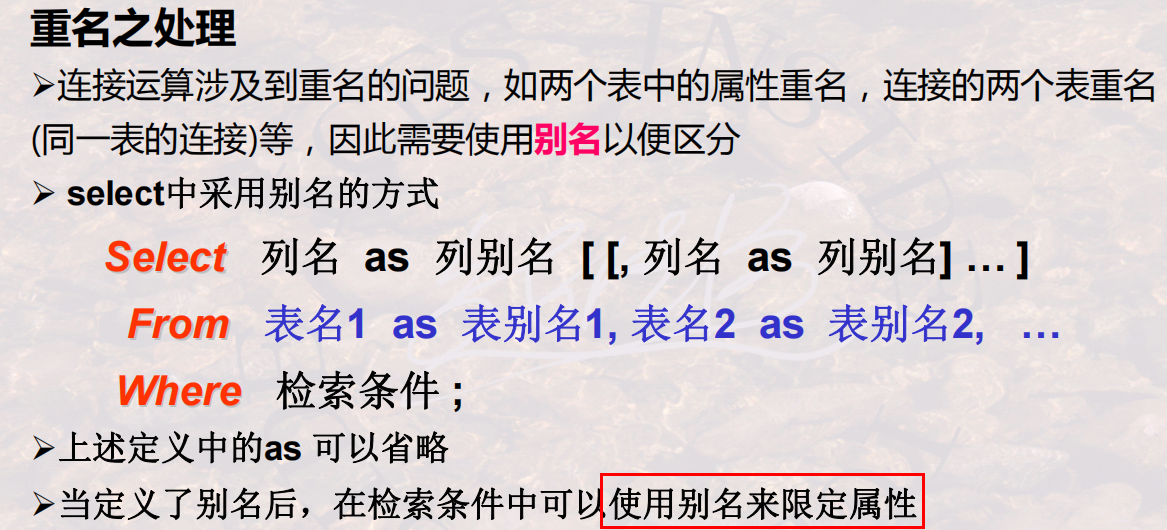 重名之处理
➢连接运算涉及到重名的问题，如两个表中的属性重名，连接的两个表重名
(同一表的连接)等，因此需要使用别名以便区分
➢ select中采用别名的方式
Select 列名 as 列别名 [ [, 列名 as 列别名] … ]
From 表名1 as 表别名1, 表名2 as 表别名2, …
Where 检索条件 ;
➢上述定义中的as 可以省略
➢当定义了别名后，在检索条件中可以使用别名来限定属性